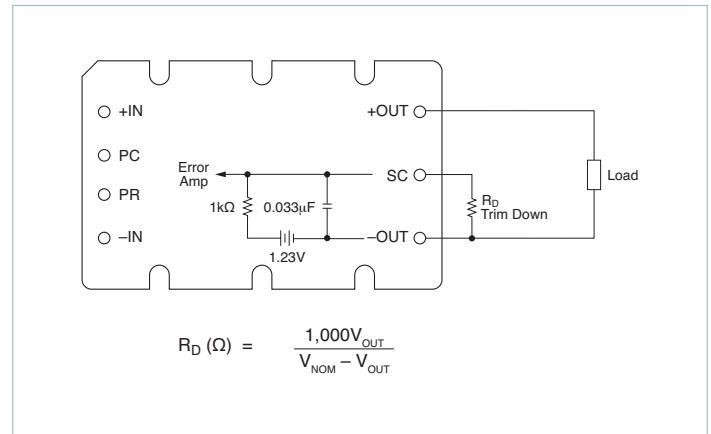 +IN
+OUT
PC
Error
Amp
SC
Load
PR
1kΩ
0.033µF
R_D
Trim Down
–IN
–OUT
1.23V
R_D (Ω) = 1,000V_OUT / V_NOM – V_OUT